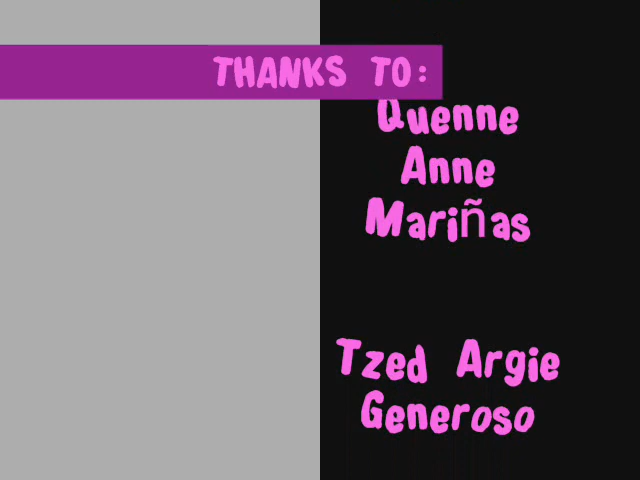 THANKS TO:
Quenne
Anne
Mariñas
Tzed Argie
Generoso